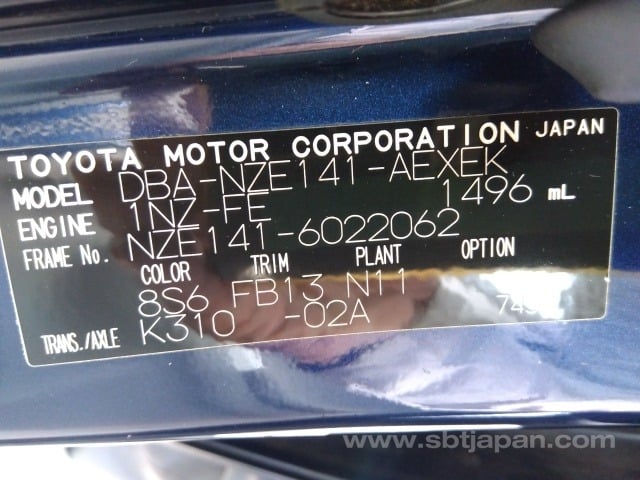 TOYOTA MOTOR CORPORATION JAPAN
MODEL DBA-NZE141-AEXEK
ENGINE 1NZ-FE 1496 mL
FRAME No. NZE141-6022062
COLOR TRIM PLANT OPTION
8S6 FB13 N11
TRANS./AXLE K310 -02A
www.sbtjapan.com